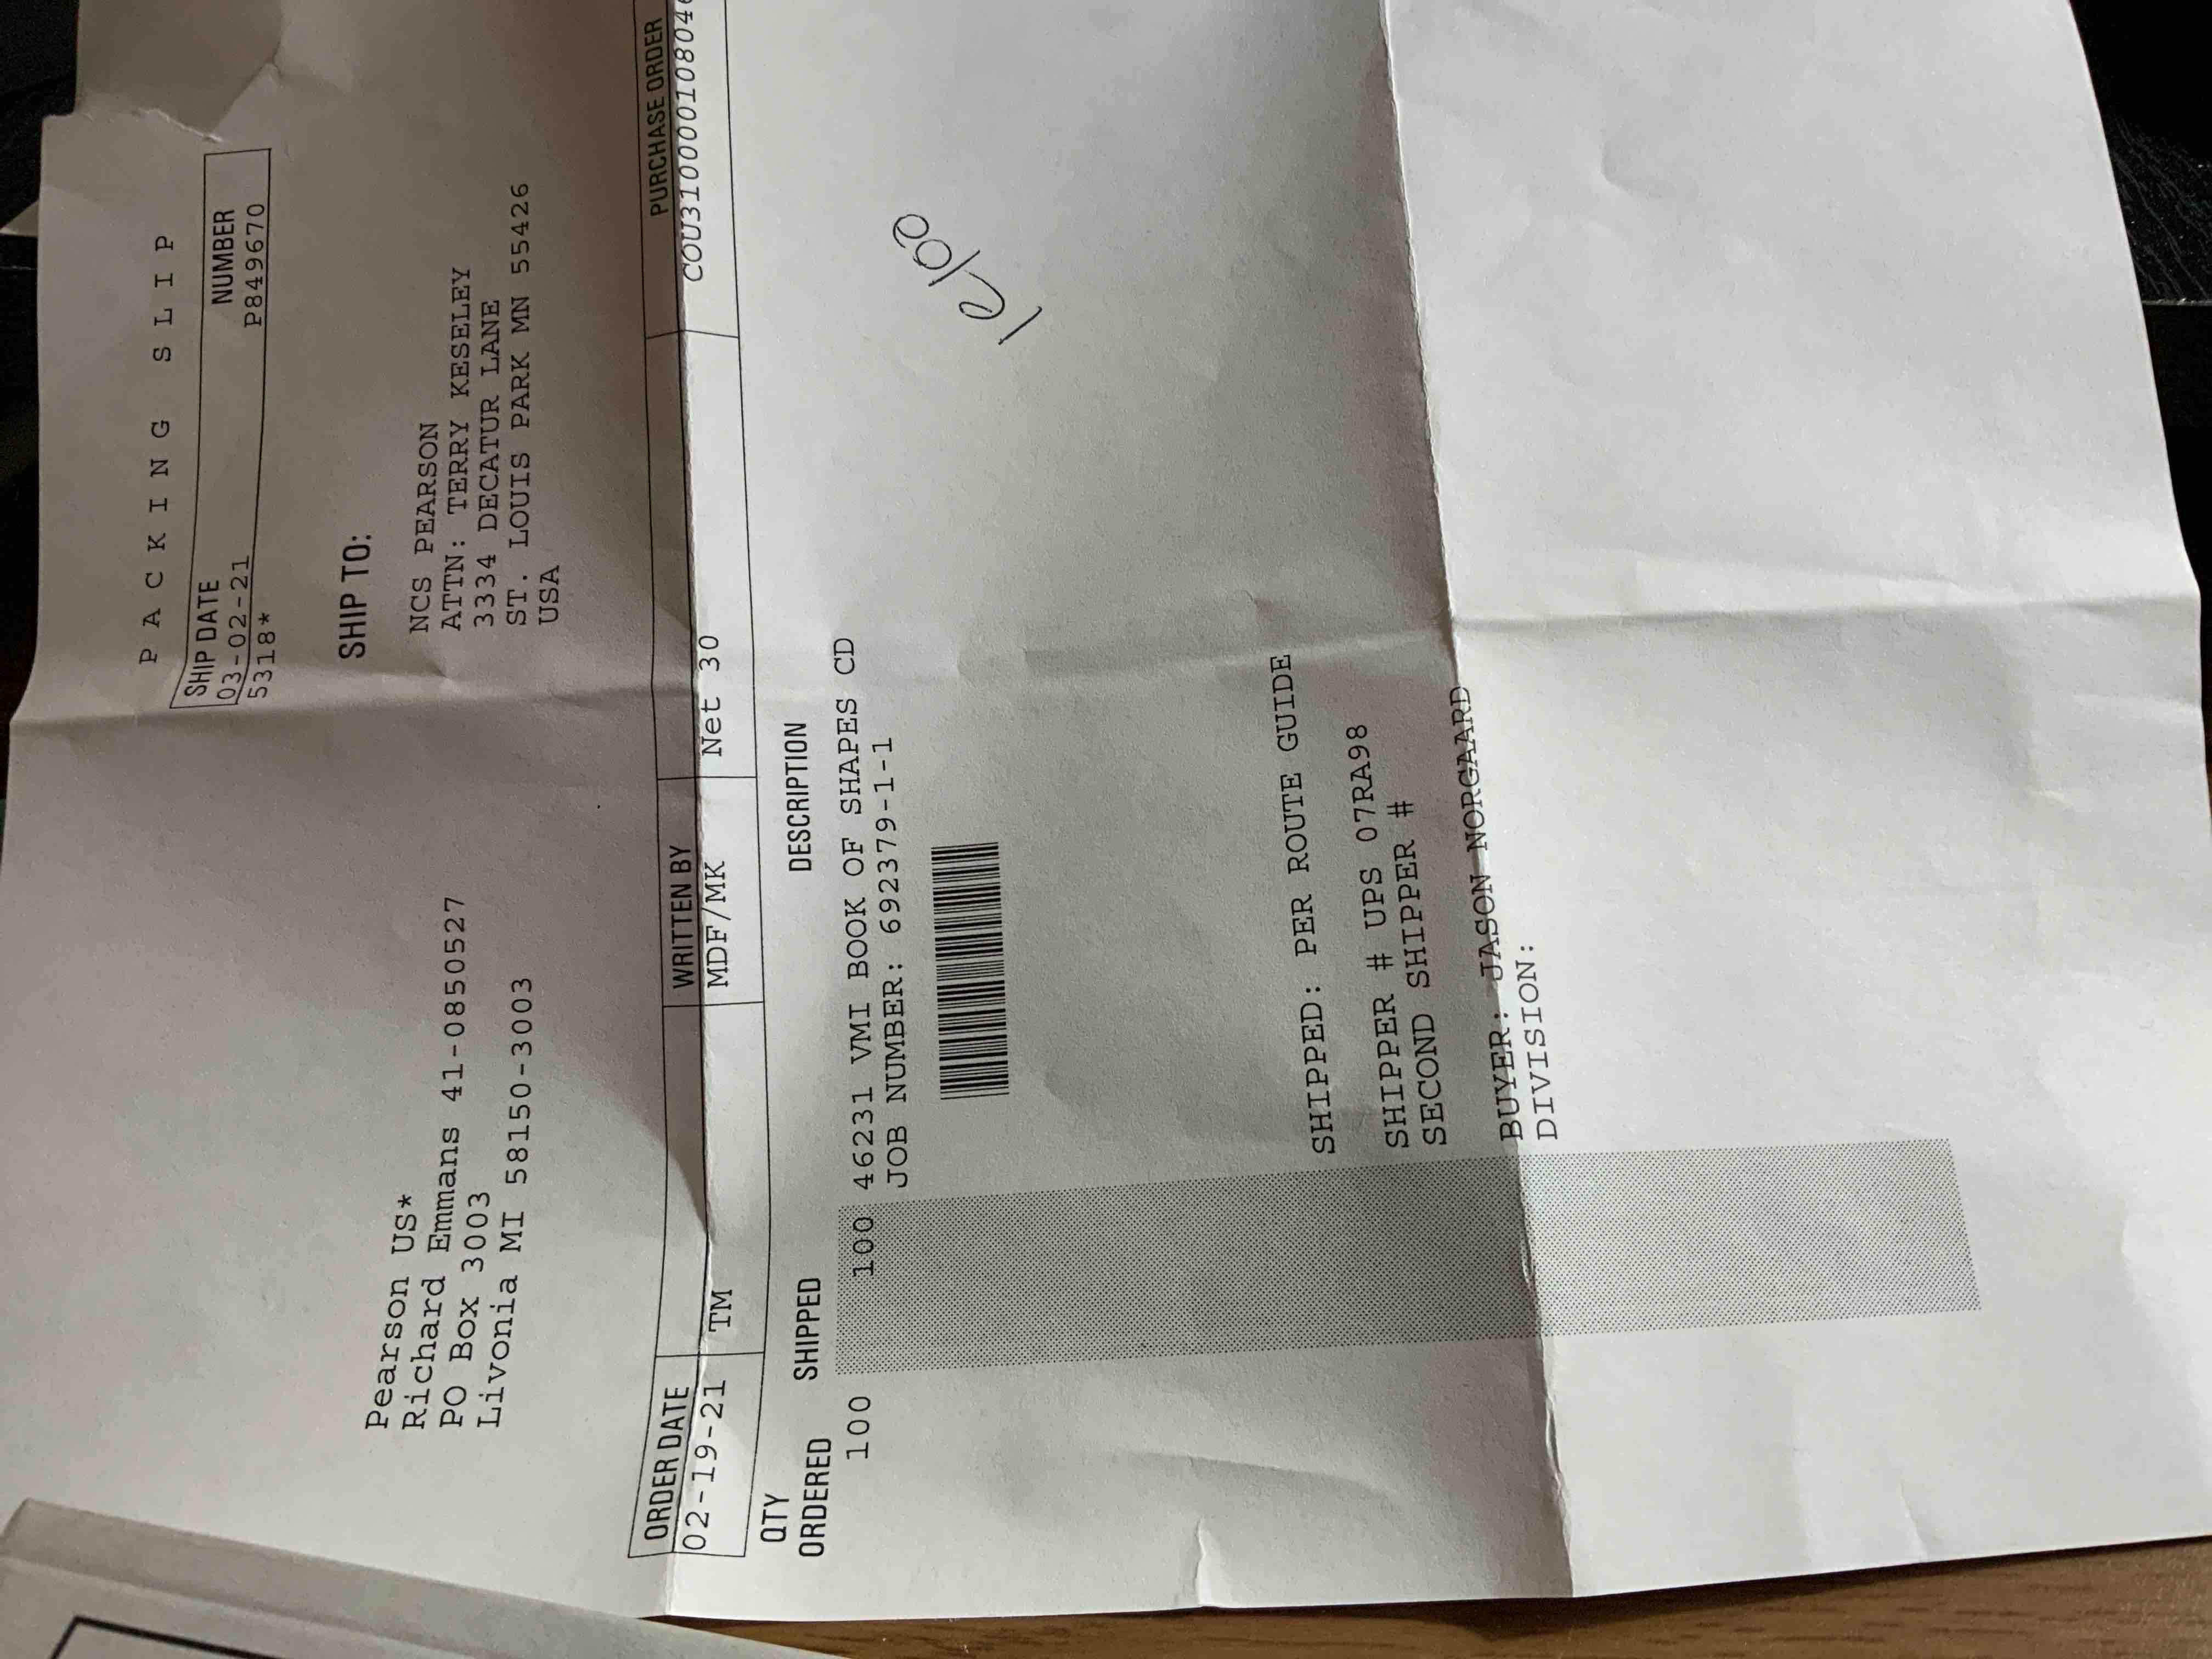 PACKING SLIP
SHIP DATE NUMBER
03-02-21 P849670
5318*
SHIP TO:
Pearson US*
Richard Emmans 41-0850527
PO Box 3003
Livonia MI 58150-3003
NCS PEARSON
ATTN: TERRY KESELEY
3334 DECATUR LANE
ST. LOUIS PARK MN 55426
USA
ORDER DATE WRITTEN BY PURCHASE ORDER
02-19-21 TM MDF/MK Net 30
QTY
ORDERED SHIPPED DESCRIPTION
100 100 46231 VMI BOOK OF SHAPES CD
JOB NUMBER: 692379-1-1
SHIPPED: PER ROUTE GUIDE
SHIPPER # UPS 07RA98
SECOND SHIPPER #
BUYER: JASON NORGAARD
DIVISION: